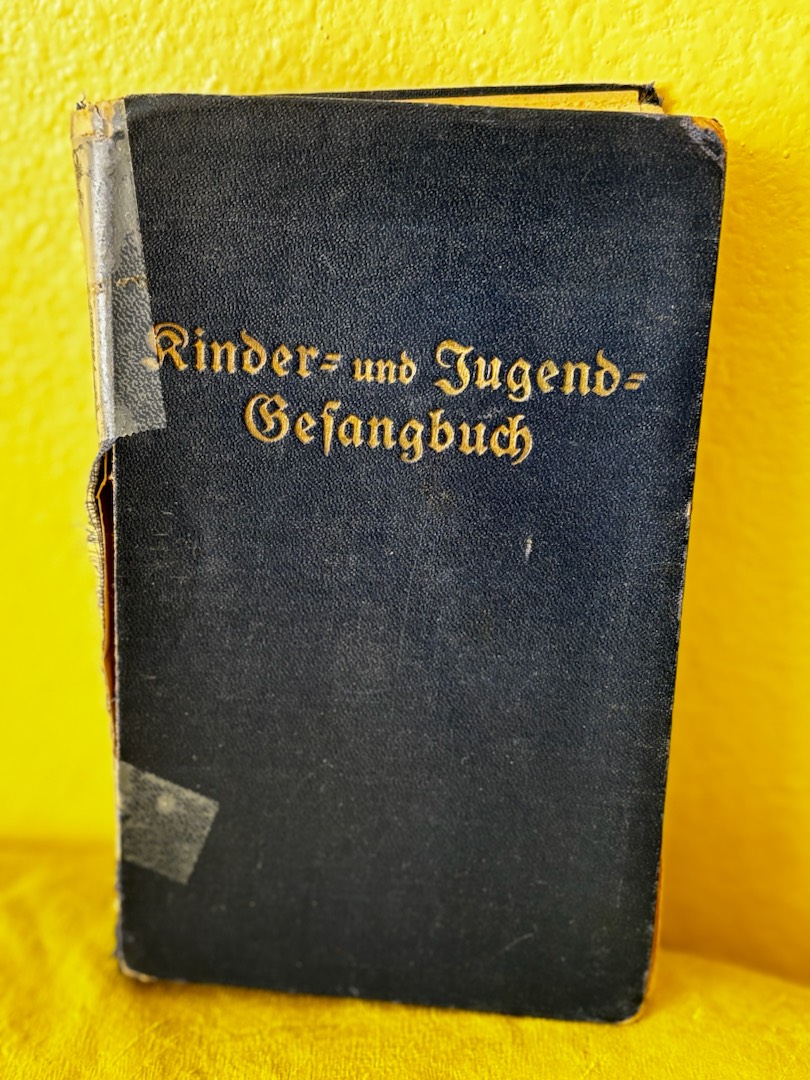 Kinder- und Jugend-
Geſangbuch